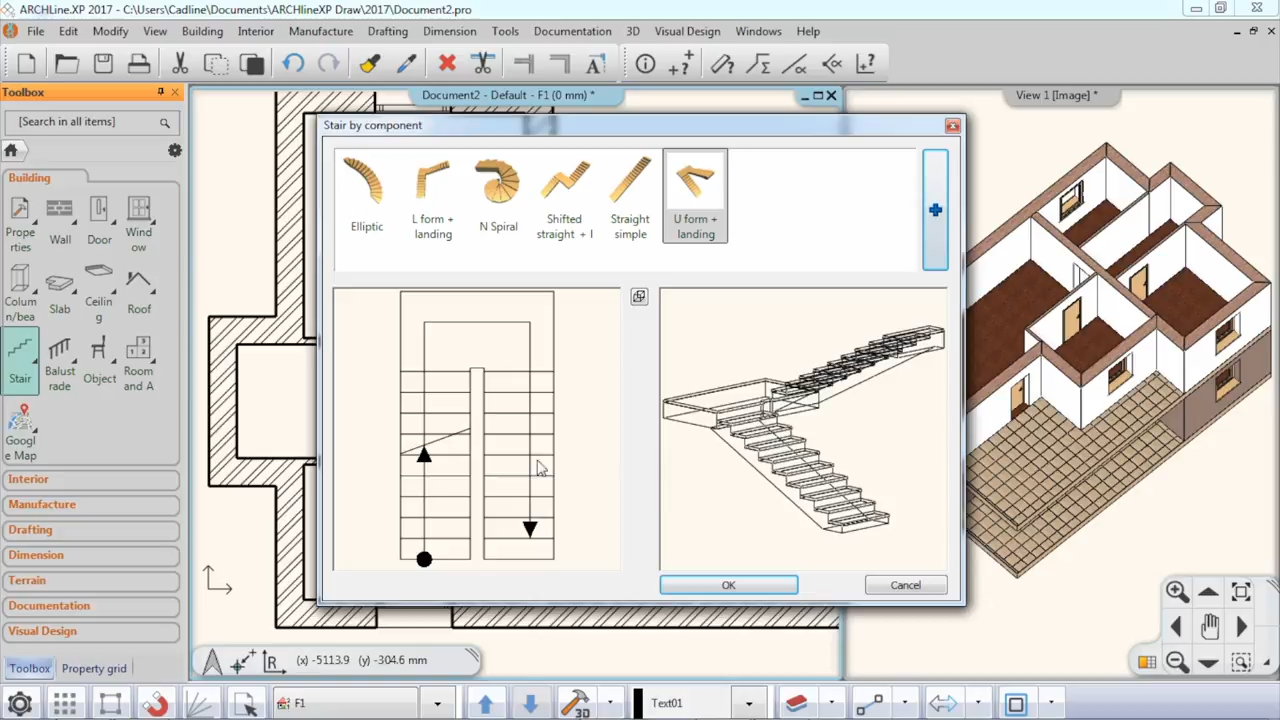 ARCHLine.XP 2017 - C:\Users\Cadline\Documents\ARCHlineXP Draw\2017\Document2.pro
File Edit Modify View Building Interior Manufacture Drafting Dimension Tools Documentation 3D Visual Design Windows Help
Toolbox
[Search in all items]
Building
Prope
rties
Wall
Door
Wind
ow
Colum
n/bea
Slab
Ceilin
g
Roof
Stair
Balust
rade
Object
Room
and A
Googl
e Map
Interior
Manufacture
Drafting
Dimension
Terrain
Documentation
Visual Design
Toolbox Property grid
Document2 - Default - F1 (0 mm) *
Stair by component
Elliptic
L form +
landing
N Spiral
Shifted
straight + l
Straight
simple
U form +
landing
OK Cancel
View 1 [Image] *
(x) -5113.9 (y) -304.6 mm
F1
3D
Text01